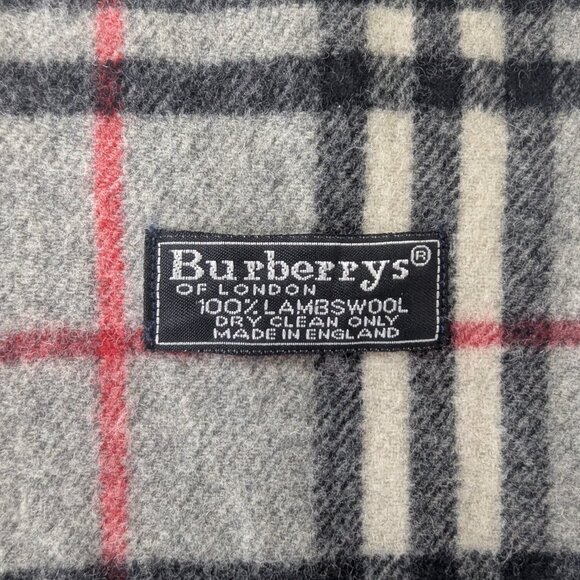 Burberrys®
OF LONDON
100% LAMBSWOOL
DRY CLEAN ONLY
MADE IN ENGLAND